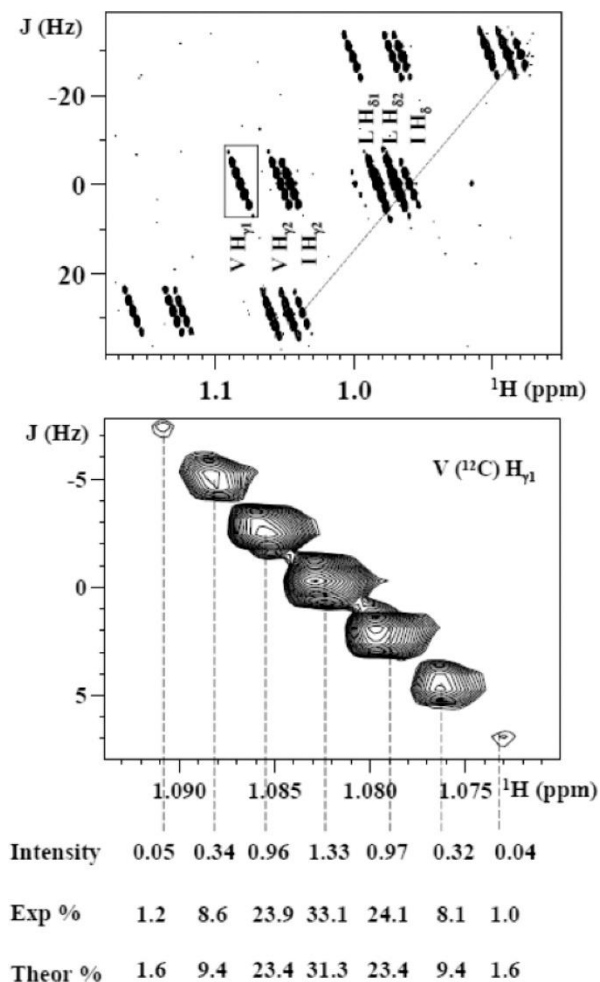 J (Hz)
-20
0
20
L Hδ1
L Hδ2
I Hδ
V Hγ1
V Hγ2
I Hγ2
1.1
1.0
¹H (ppm)
J (Hz)
V (¹²C) Hγ1
-5
0
5
1.090 1.085 1.080 1.075 ¹H (ppm)
Intensity 0.05 0.34 0.96 1.33 0.97 0.32 0.04
Exp % 1.2 8.6 23.9 33.1 24.1 8.1 1.0
Theor % 1.6 9.4 23.4 31.3 23.4 9.4 1.6